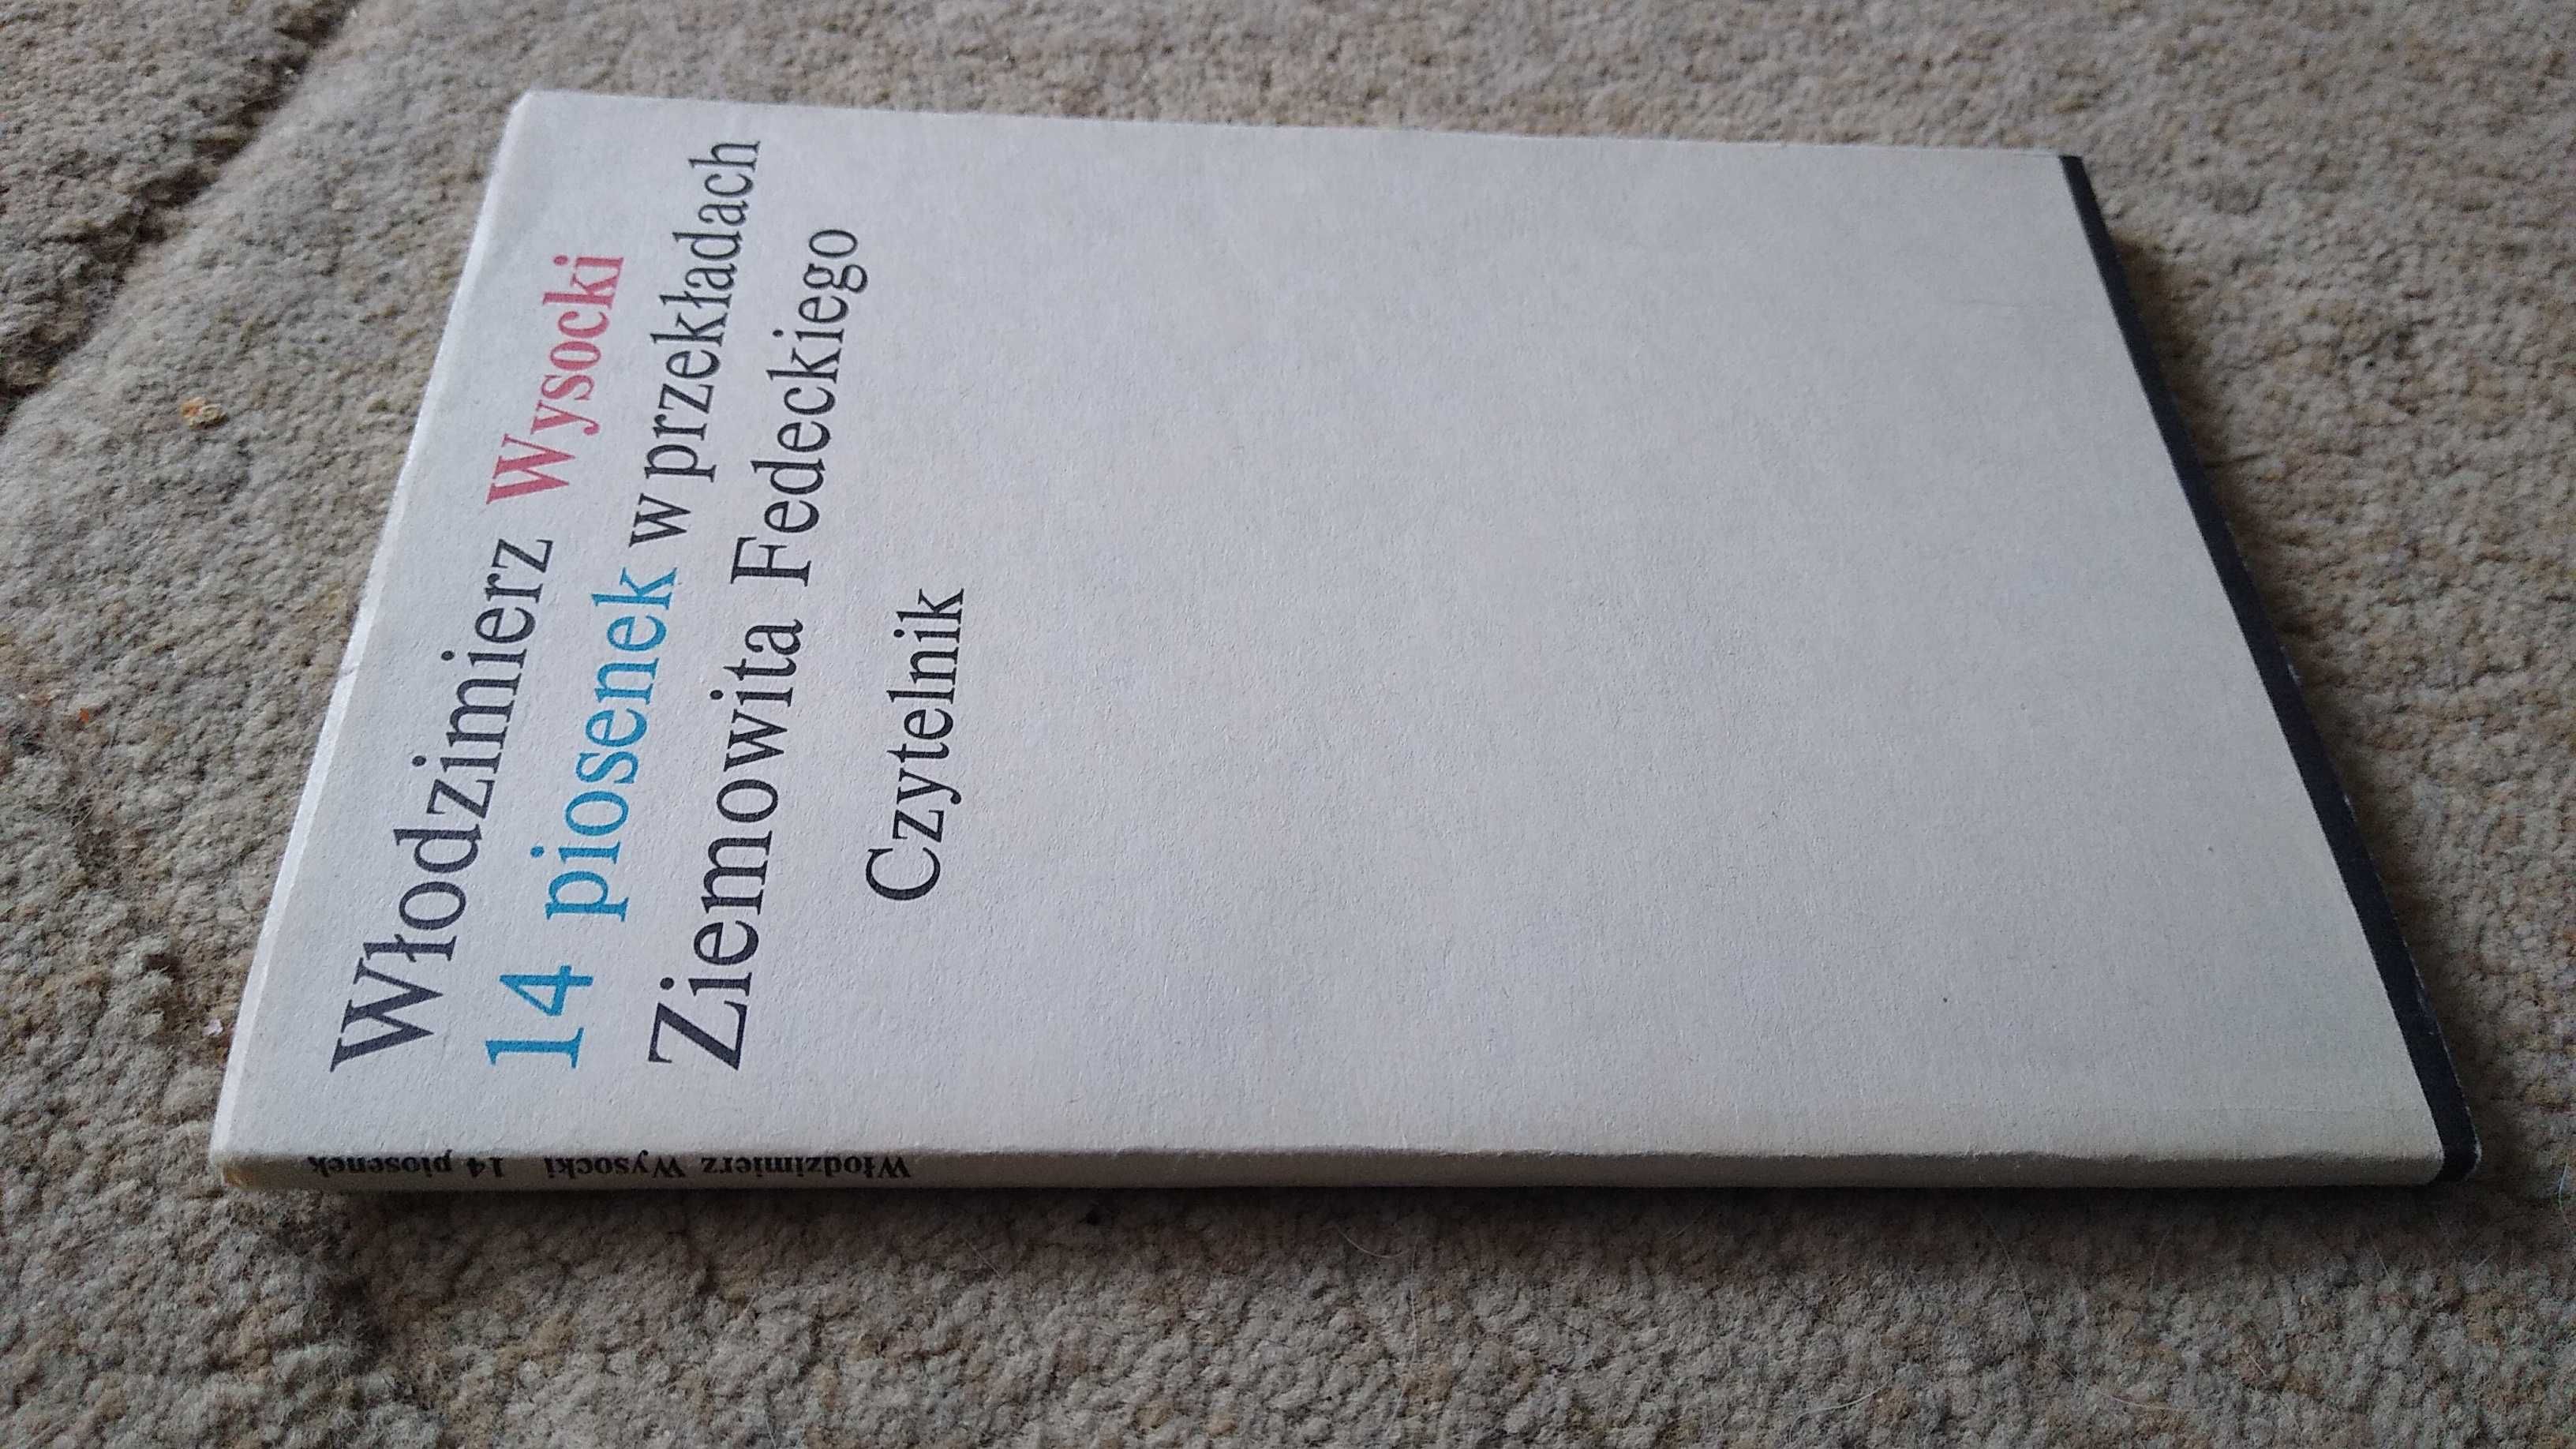 Włodzimierz Wysocki
14 piosenek w przekładach
Ziemowita Fedeckiego
Czytelnik
Włodzimierz Wysocki 14 piosenek